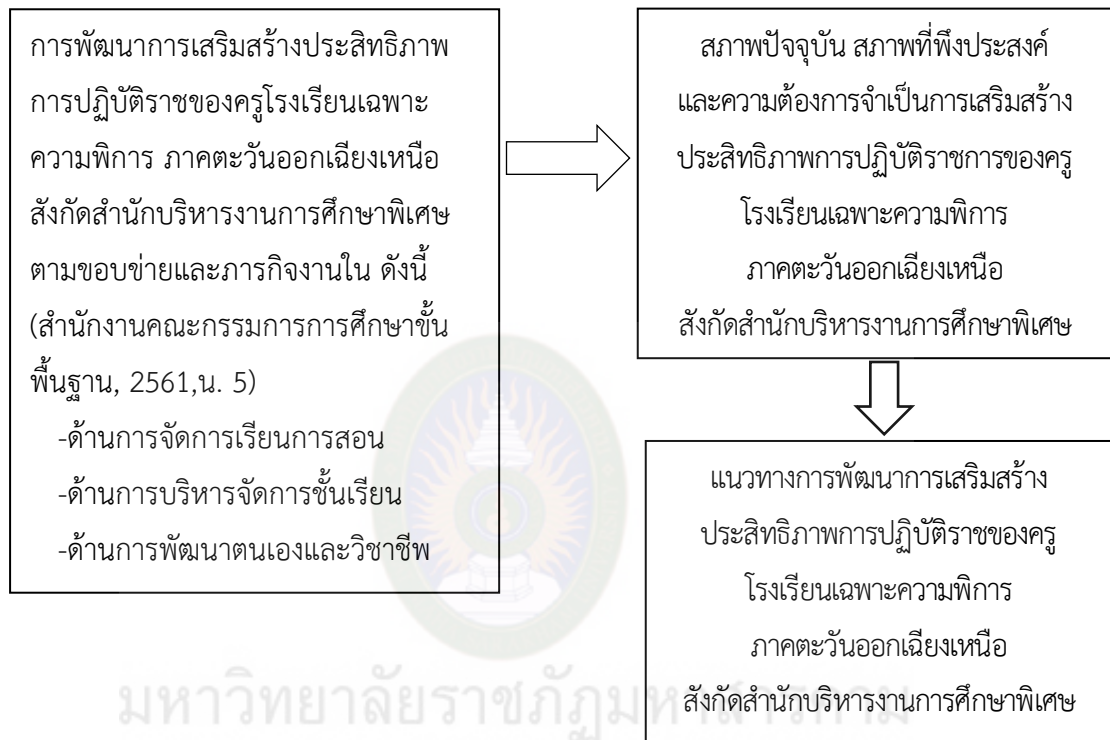 การพัฒนาการเสริมสร้างประสิทธิภาพ
การปฏิบัติราชของครูโรงเรียนเฉพาะ
ความพิการ ภาคตะวันออกเฉียงเหนือ
สังกัดสำนักบริหารงานการศึกษาพิเศษ
ตามขอบข่ายและภารกิจงานใน ดังนี้
(สำนักงานคณะกรรมการการศึกษาขั้น
พื้นฐาน, 2561,น. 5)
-ด้านการจัดการเรียนการสอน
-ด้านการบริหารจัดการชั้นเรียน
-ด้านการพัฒนาตนเองและวิชาชีพ
สภาพปัจจุบัน สภาพที่พึงประสงค์
และความต้องการจำเป็นการเสริมสร้าง
ประสิทธิภาพการปฏิบัติราชการของครู
โรงเรียนเฉพาะความพิการ
ภาคตะวันออกเฉียงเหนือ
สังกัดสำนักบริหารงานการศึกษาพิเศษ
แนวทางการพัฒนาการเสริมสร้าง
ประสิทธิภาพการปฏิบัติราชของครู
โรงเรียนเฉพาะความพิการ
ภาคตะวันออกเฉียงเหนือ
สังกัดสำนักบริหารงานการศึกษาพิเศษ
มหาวิทยาลัยราชภัฏมหาสารคาม